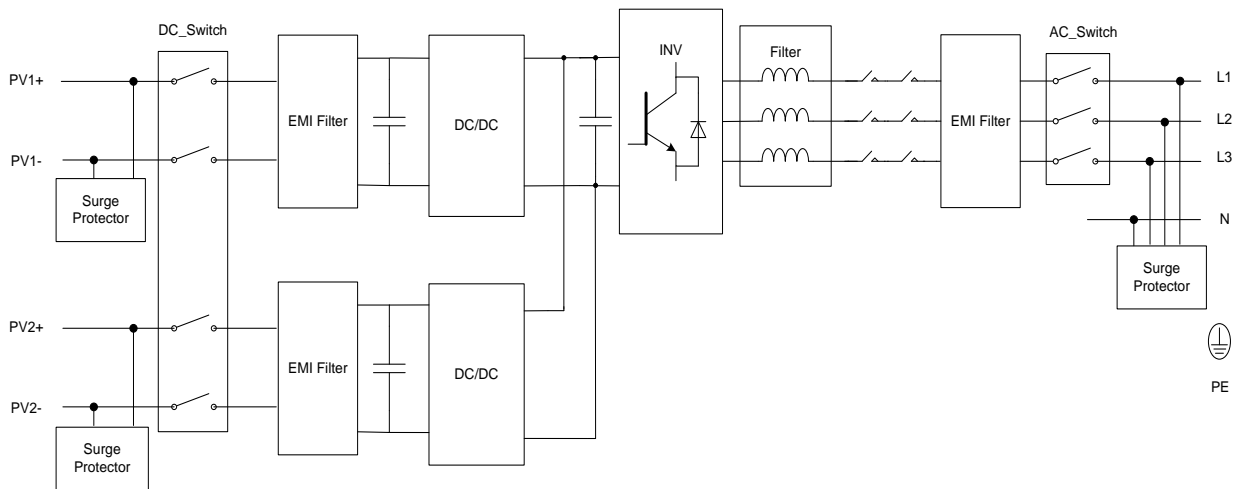 DC_Switch
AC_Switch
INV
Filter
PV1+
L1
EMI Filter
DC/DC
EMI Filter
L2
PV1-
L3
Surge
Protector
N
Surge
Protector
PV2+
EMI Filter
DC/DC
PE
PV2-
Surge
Protector